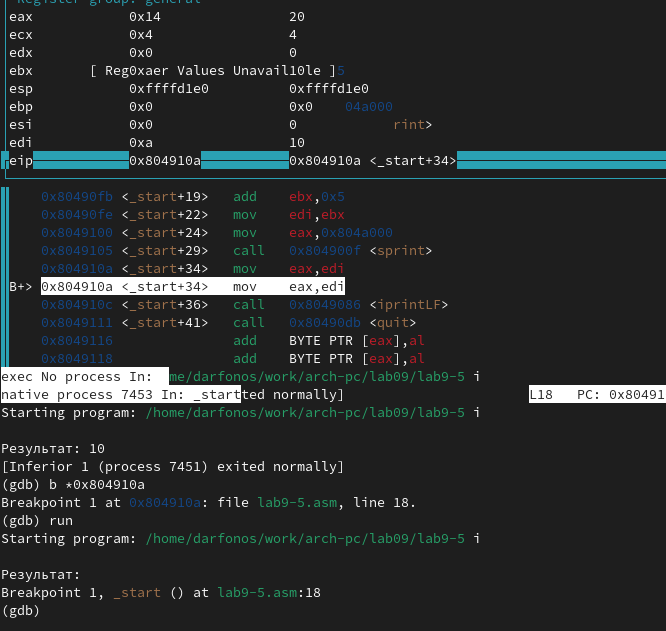 Register group: general
eax 0x14 20
ecx 0x4 4
edx 0x0 0
ebx [ Reg0xaer Values Unavail10le ]5
esp 0xffffd1e0 0xffffd1e0
ebp 0x0 0x0 04a000
esi 0x0 0 rint>
edi 0xa 10
eip 0x804910a 0x804910a <_start+34>
0x80490fb <_start+19> add ebx,0x5
0x80490fe <_start+22> mov edi,ebx
0x8049100 <_start+24> mov eax,0x804a000
0x8049105 <_start+29> call 0x804900f <sprint>
0x804910a <_start+34> mov eax,edi
B+> 0x804910a <_start+34> mov eax,edi
0x804910c <_start+36> call 0x8049086 <iprintLF>
0x8049111 <_start+41> call 0x80490db <quit>
0x8049116 add BYTE PTR [eax],al
0x8049118 add BYTE PTR [eax],al
exec No process In: me/darfonos/work/arch-pc/lab09/lab9-5 i
native process 7453 In: _started normally] L18 PC: 0x80491
Starting program: /home/darfonos/work/arch-pc/lab09/lab9-5 i
Результат: 10
[Inferior 1 (process 7451) exited normally]
(gdb) b *0x804910a
Breakpoint 1 at 0x804910a: file lab9-5.asm, line 18.
(gdb) run
Starting program: /home/darfonos/work/arch-pc/lab09/lab9-5 i
Результат:
Breakpoint 1, _start () at lab9-5.asm:18
(gdb)